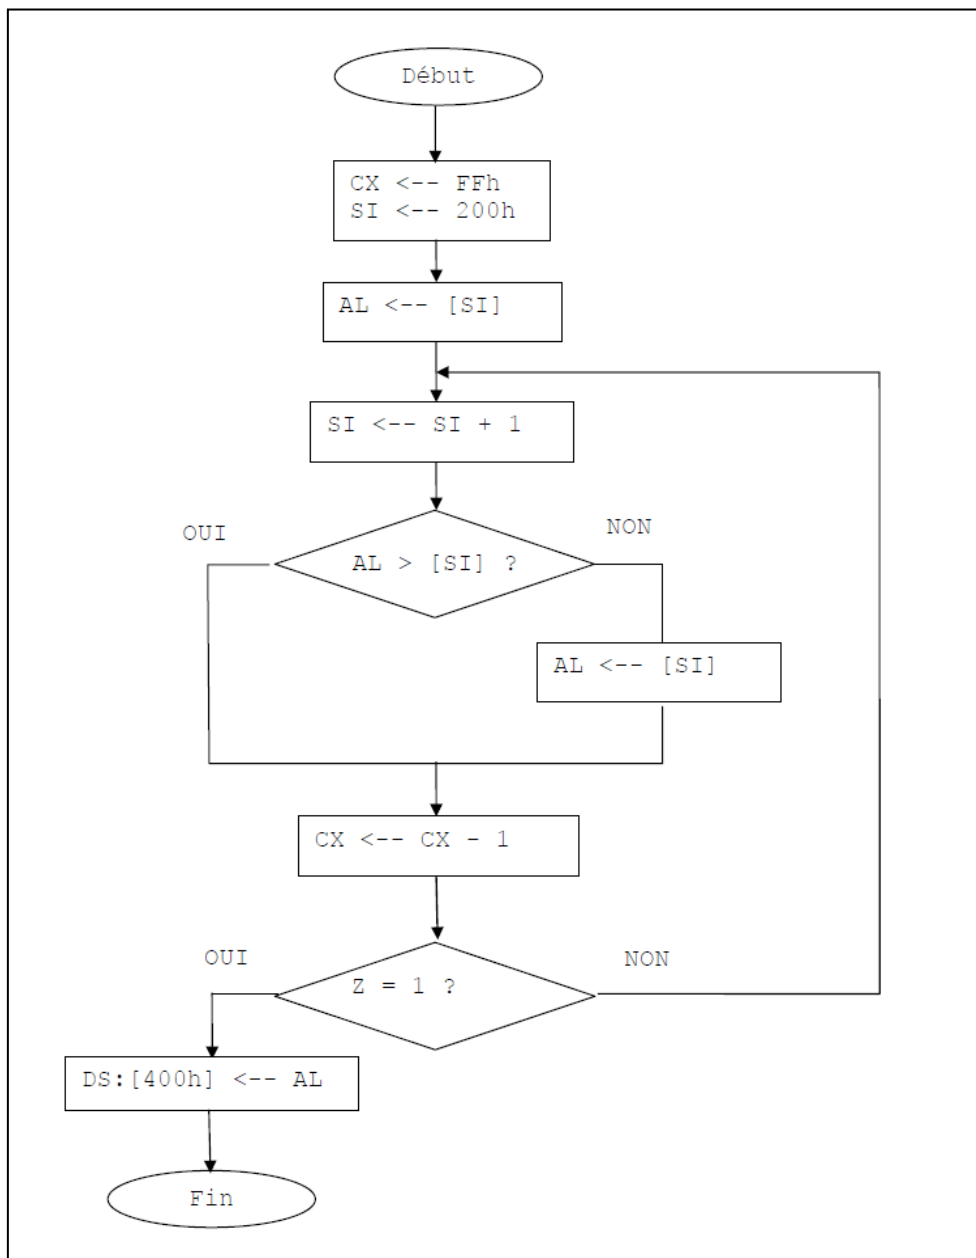 Début
CX <-- FFh
SI <-- 200h
AL <-- [SI]
SI <-- SI + 1
OUI
NON
AL > [SI] ?
AL <-- [SI]
CX <-- CX - 1
OUI
NON
Z = 1 ?
DS:[400h] <-- AL
Fin